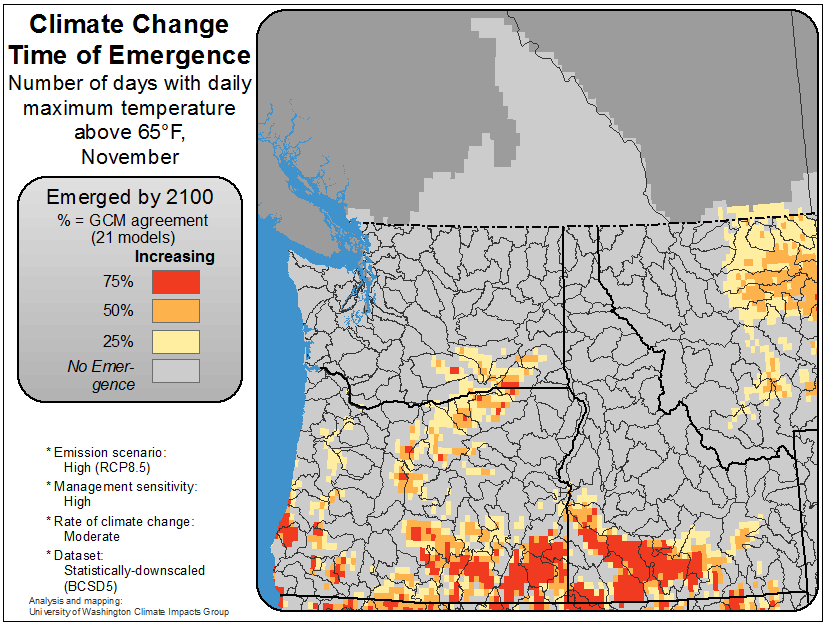 Climate Change
Time of Emergence
Number of days with daily
maximum temperature
above 65°F,
November
Emerged by 2100
% = GCM agreement
(21 models)
Increasing
75%
50%
25%
No Emer-
gence
* Emission scenario:
High (RCP8.5)
* Management sensitivity:
High
* Rate of climate change:
Moderate
* Dataset:
Statistically-downscaled
(BCSD5)
Analysis and mapping:
University of Washington Climate Impacts Group